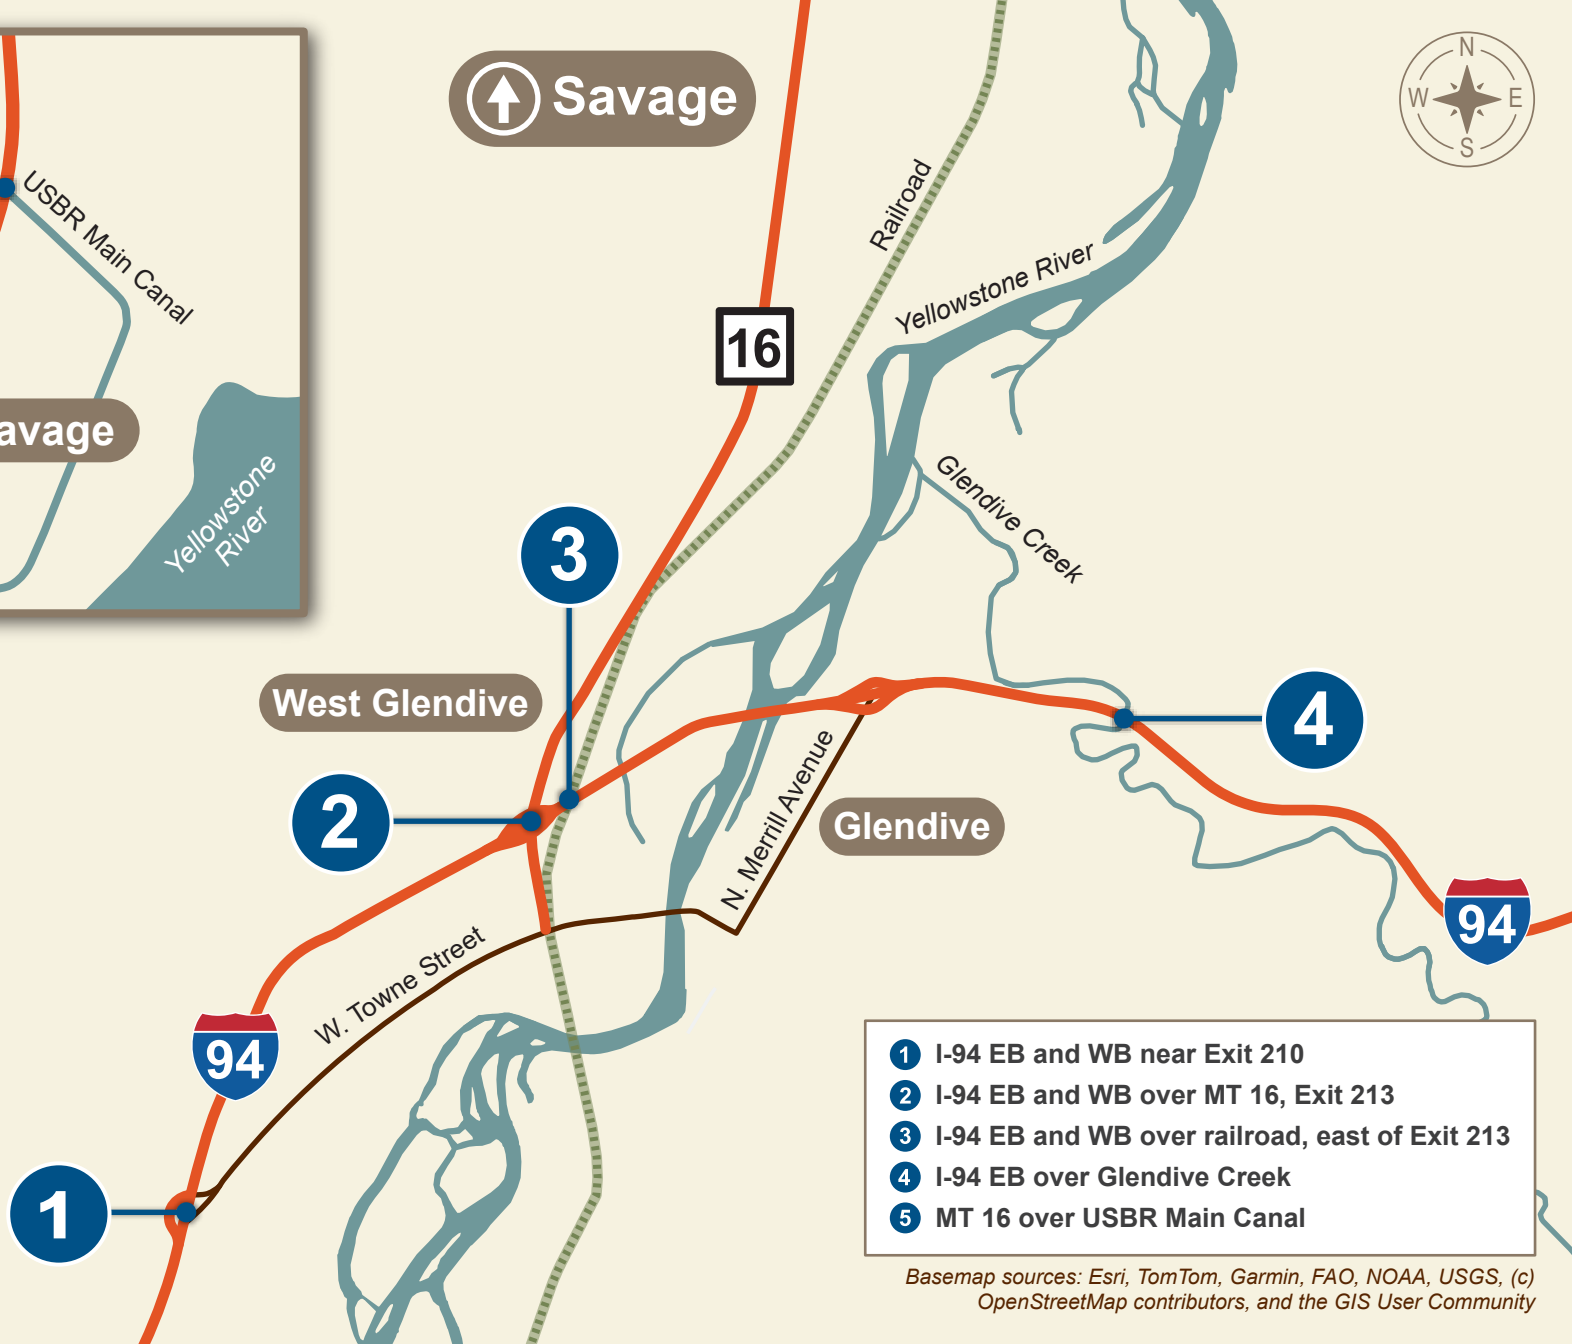 Savage
N
W E
S
USBR Main Canal
Railroad
Yellowstone River
16
avage
Yellowstone
River
Glendive Creek
3
West Glendive
4
2
N. Merrill Avenue
Glendive
94
W. Towne Street
94
1
1 I-94 EB and WB near Exit 210
2 I-94 EB and WB over MT 16, Exit 213
3 I-94 EB and WB over railroad, east of Exit 213
4 I-94 EB over Glendive Creek
5 MT 16 over USBR Main Canal
Basemap sources: Esri, TomTom, Garmin, FAO, NOAA, USGS, (c)
OpenStreetMap contributors, and the GIS User Community